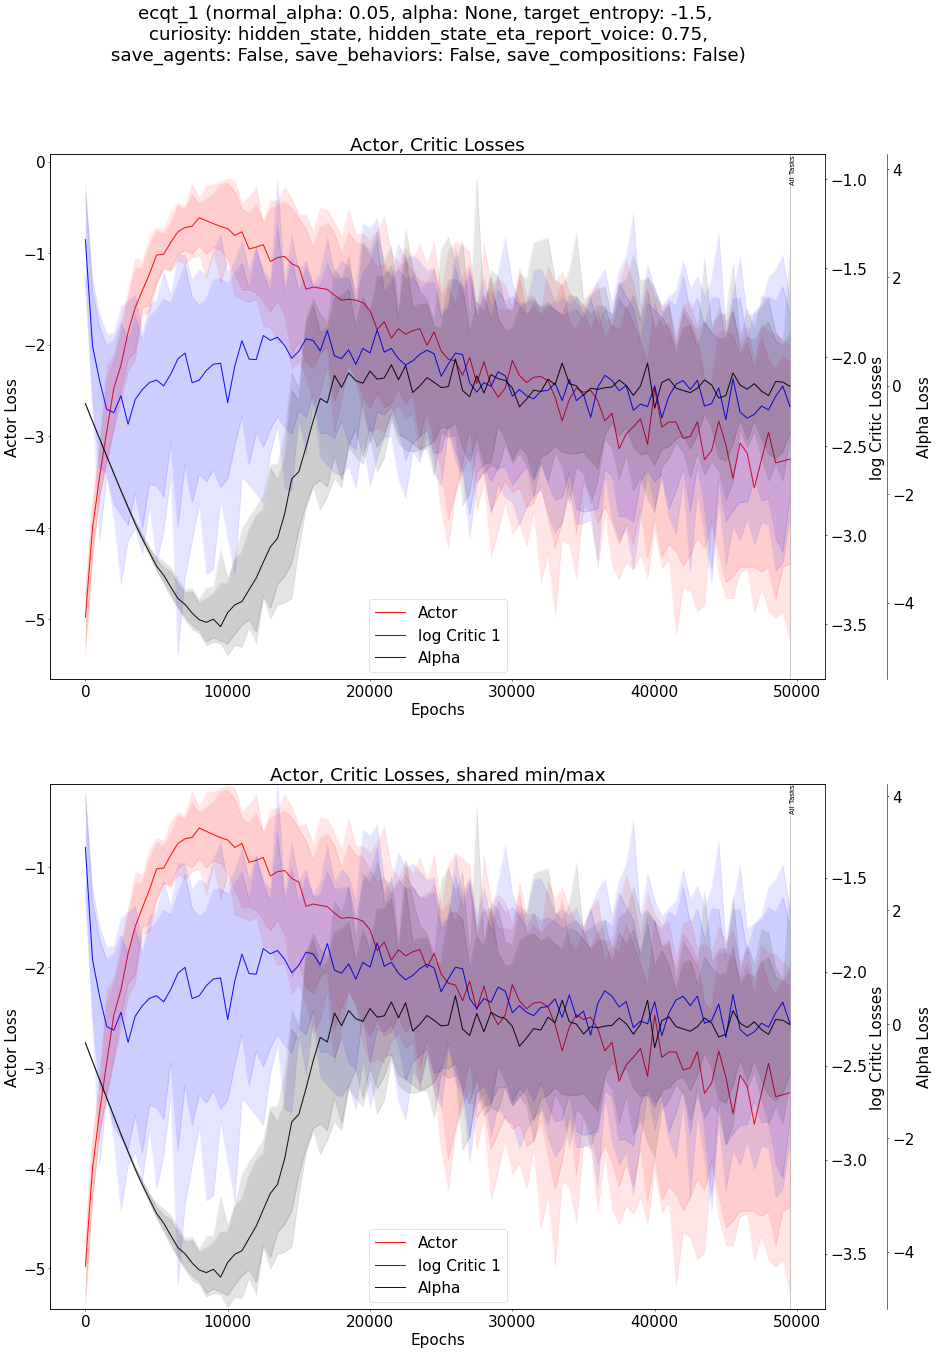 ecqt_1 (normal_alpha: 0.05, alpha: None, target_entropy: -1.5,
curiosity: hidden_state, hidden_state_eta_report_voice: 0.75,
save_agents: False, save_behaviors: False, save_compositions: False)
Actor, Critic Losses
All Tasks
Actor Loss
0
−1
−2
−3
−4
−5
−1.0
−1.5
−2.0
−2.5
−3.0
−3.5
log Critic Losses
4
2
0
−2
−4
Alpha Loss
Actor
log Critic 1
Alpha
0 10000 20000 30000 40000 50000
Epochs
Actor, Critic Losses, shared min/max
All Tasks
Actor Loss
−1
−2
−3
−4
−5
−1.5
−2.0
−2.5
−3.0
−3.5
log Critic Losses
4
2
0
−2
−4
Alpha Loss
Actor
log Critic 1
Alpha
0 10000 20000 30000 40000 50000
Epochs